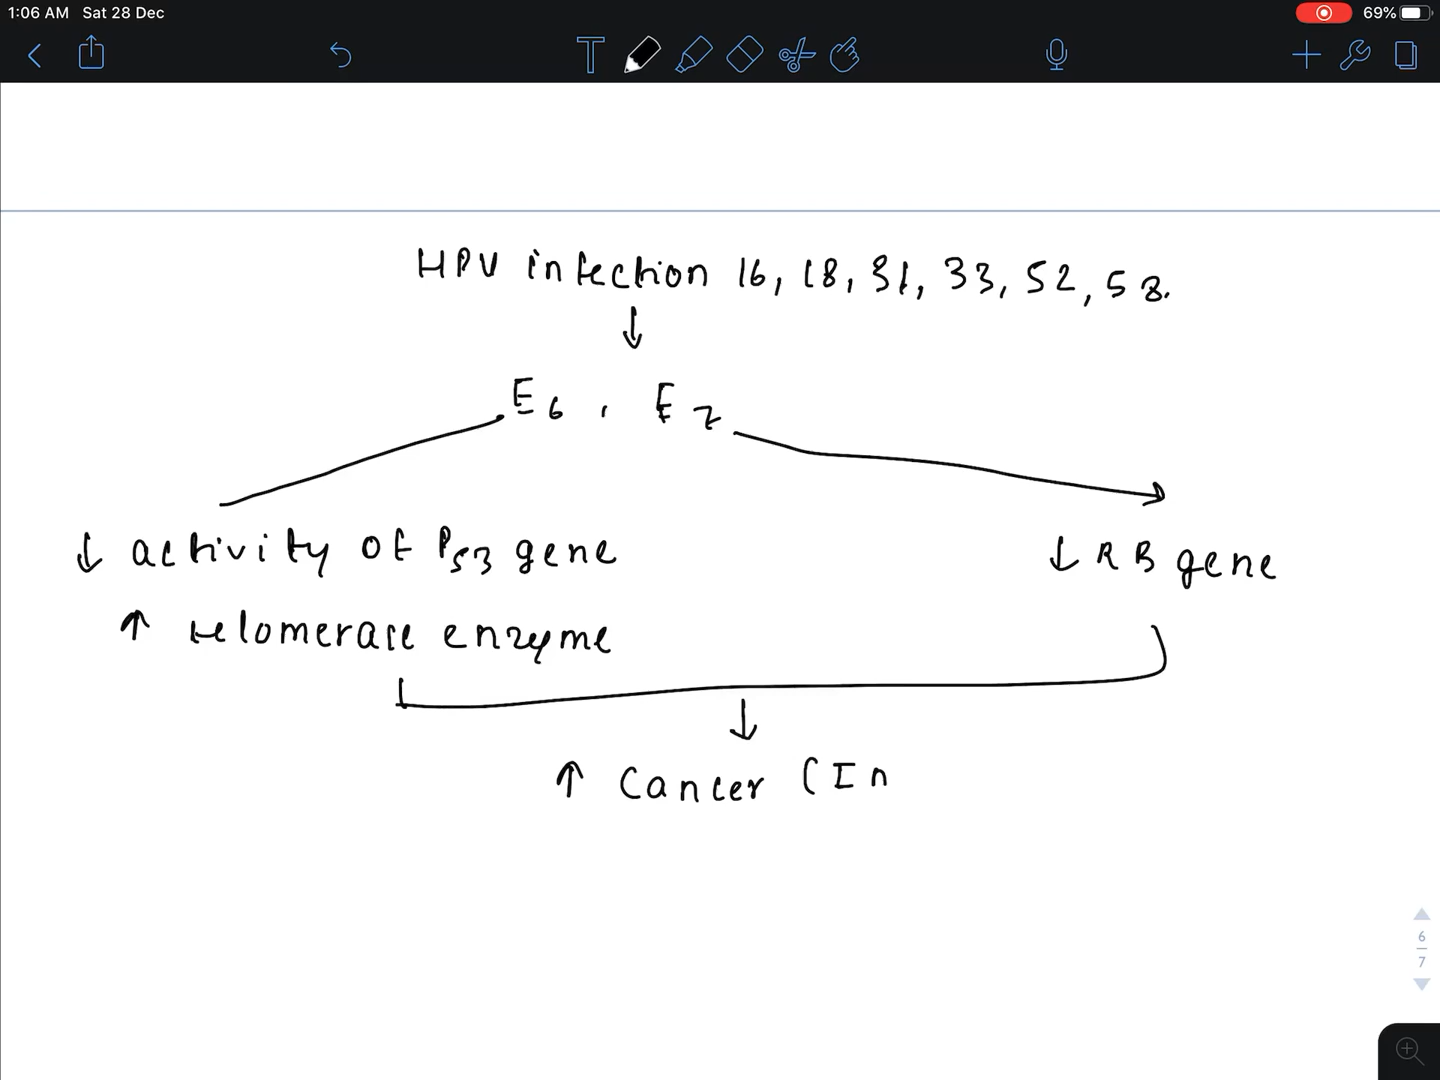 1:06 AM Sat 28 Dec 69%
T
HPV infection 16, 18, 31, 33, 52, 58.
↓
E6, E7
↓ activity of P53 gene
↓ RB gene
↑ telomerase enzyme
↓
↑ Cancer (In
6
7